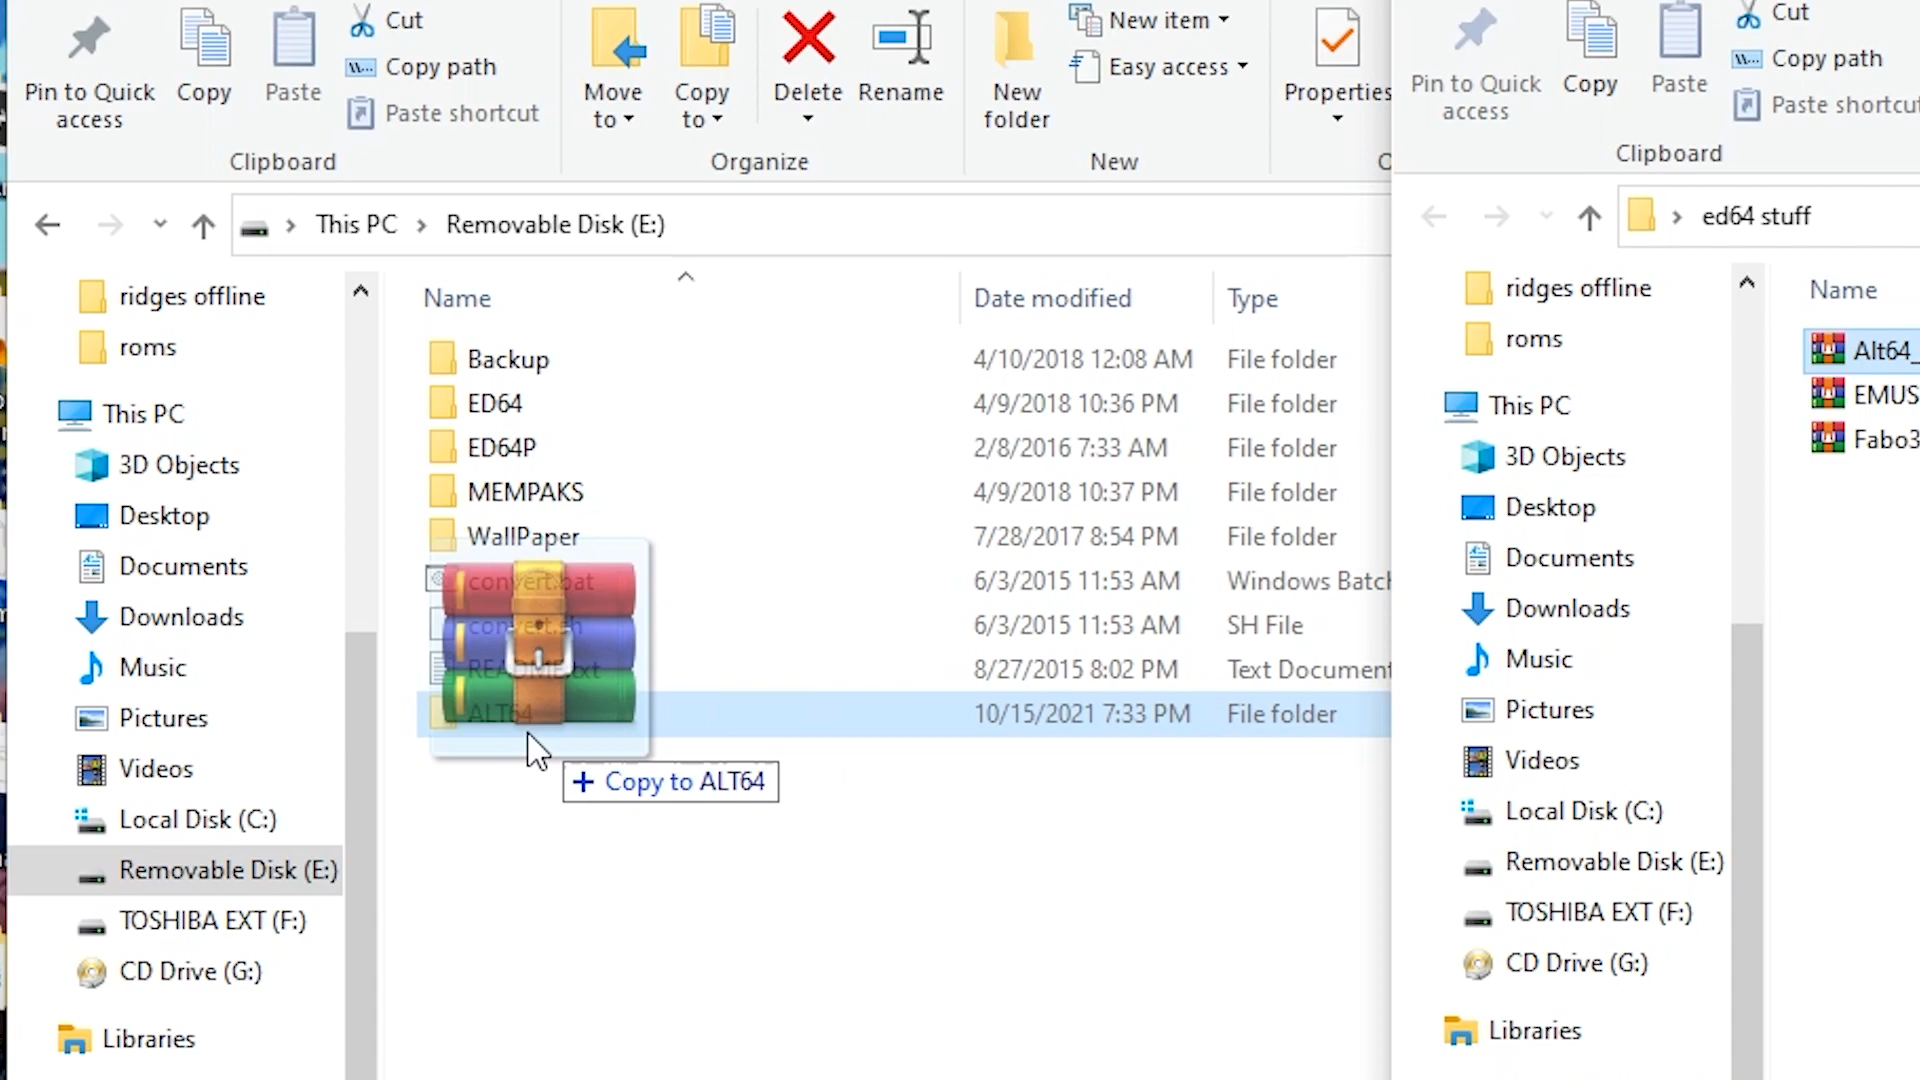 Cut
Copy path
Paste shortcut
Pin to Quick
access
Copy
Paste
Clipboard
Move
to
Copy
to
Delete
Rename
Organize
New
folder
New item
Easy access
New
Properties
Pin to Quick
access
Copy
Paste
Cut
Copy path
Paste shortcut
Clipboard
This PC > Removable Disk (E:)
ed64 stuff
ridges offline
roms
This PC
3D Objects
Desktop
Documents
Downloads
Music
Pictures
Videos
Local Disk (C:)
Removable Disk (E:)
TOSHIBA EXT (F:)
CD Drive (G:)
Libraries
Name Date modified Type
Backup 4/10/2018 12:08 AM File folder
ED64 4/9/2018 10:36 PM File folder
ED64P 2/8/2016 7:33 AM File folder
MEMPAKS 4/9/2018 10:37 PM File folder
WallPaper 7/28/2017 8:54 PM File folder
convert.bat 6/3/2015 11:53 AM Windows Batch
convert.sh 6/3/2015 11:53 AM SH File
README.txt 8/27/2015 8:02 PM Text Document
ALT64 10/15/2021 7:33 PM File folder
+ Copy to ALT64
ridges offline
roms
This PC
3D Objects
Desktop
Documents
Downloads
Music
Pictures
Videos
Local Disk (C:)
Removable Disk (E:)
TOSHIBA EXT (F:)
CD Drive (G:)
Libraries
Name
Alt64_
EMUS
Fabo3